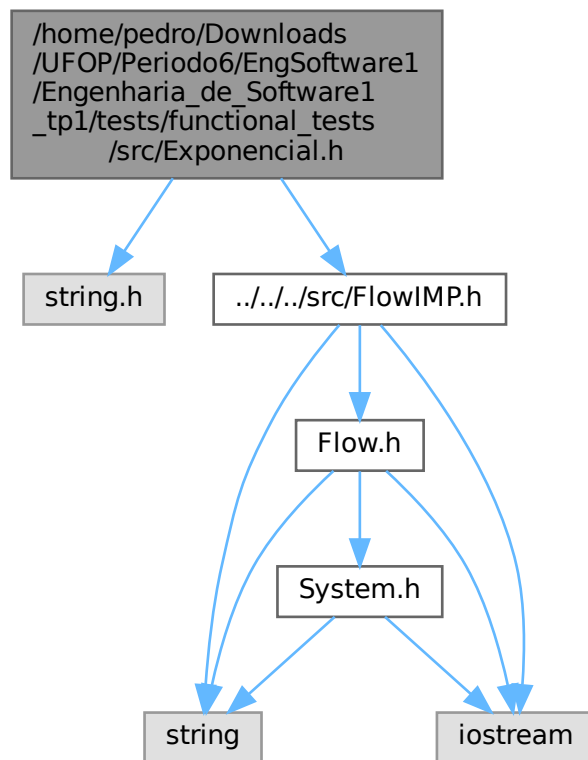 /home/pedro/Downloads
/UFOP/Periodo6/EngSoftware1
/Engenharia_de_Software1
_tp1/tests/functional_tests
/src/Exponencial.h
string.h
../../../src/FlowIMP.h
Flow.h
System.h
string
iostream